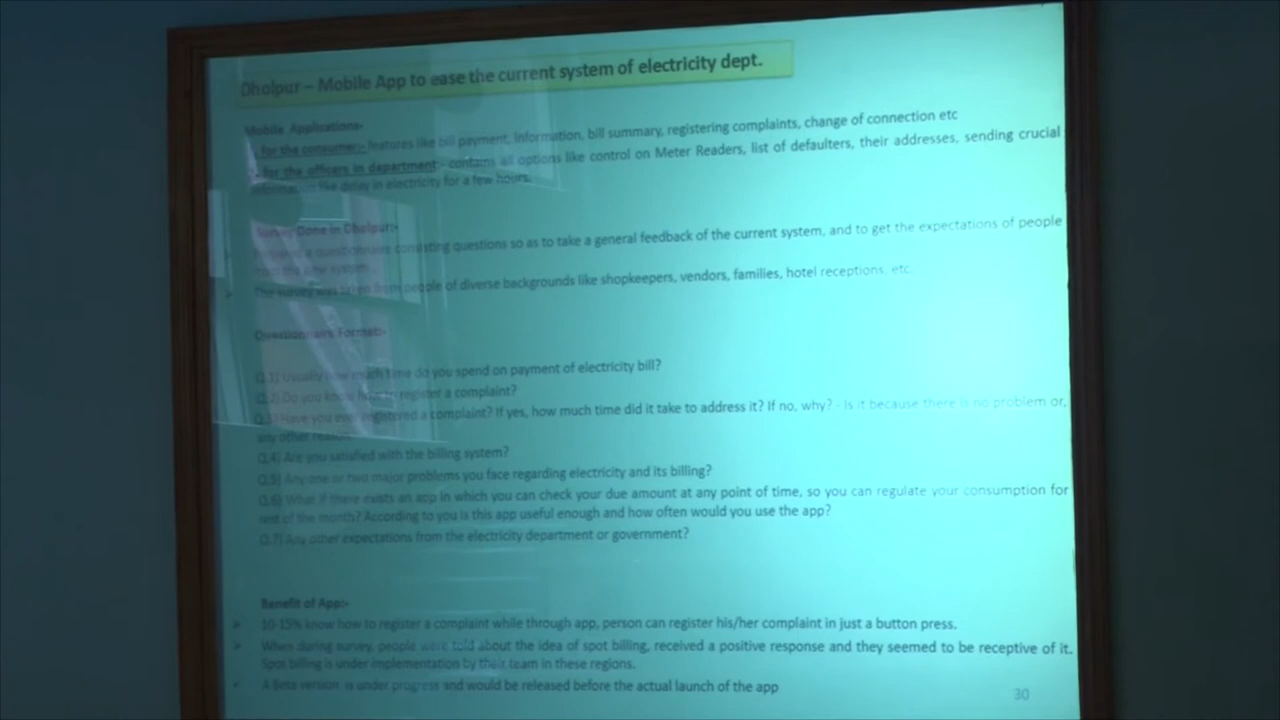 Dholpur – Mobile App to ease the current system of electricity dept.
Mobile Applications-
for the consumer:- features like bill payment, information, bill summary, registering complaints, change of connection etc
for the officers in department:- contains all options like control on Meter Readers, list of defaulters, their addresses, sending crucial
information like delay in electricity for a few hours.
Survey Done in Dholpur:-
a questionnaire consisting questions so as to take a general feedback of the current system, and to get the expectations of people
from the new system.
The survey was taken from people of diverse backgrounds like shopkeepers, vendors, families, hotel receptions, etc.
Questionnaire Format:-
Q.1) Usually how much time do you spend on payment of electricity bill?
Q.2) Do you know how to register a complaint?
Q.3) Have you ever registered a complaint? If yes, how much time did it take to address it? If no, why? - Is it because there is no problem or,
any other reason
Q.4) Are you satisfied with the billing system?
Q.5) Any one or two major problems you face regarding electricity and its billing?
Q.6) What if there exists an app in which you can check your due amount at any point of time, so you can regulate your consumption for
rest of the month? According to you is this app useful enough and how often would you use the app?
Q.7) Any other expectations from the electricity department or government?
Benefit of App:-
➢ 10-15% know how to register a complaint while through app, person can register his/her complaint in just a button press.
➢ When during survey, people were told about the idea of spot billing, received a positive response and they seemed to be receptive of it.
Spot billing is under implementation by their team in these regions.
➢ A Beta version is under progress and would be released before the actual launch of the app
30